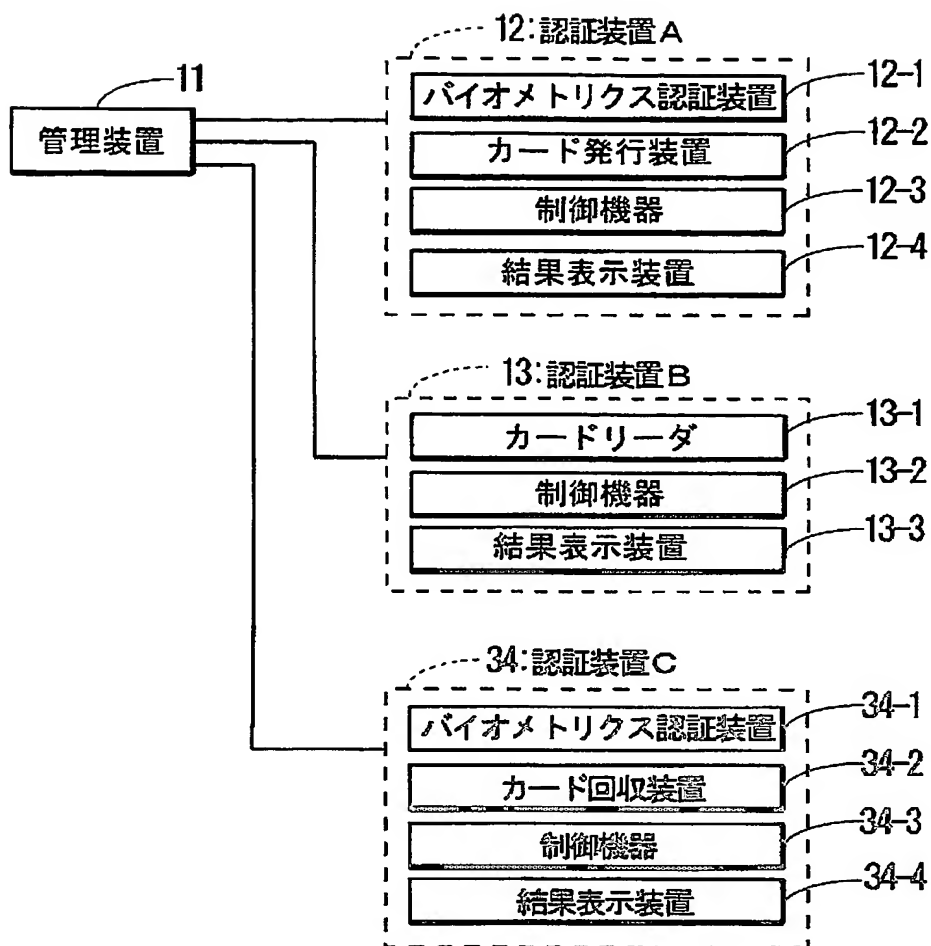 11
管理装置
12:認証装置A
バイオメトリクス認証装置
12-1
カード発行装置
12-2
制御機器
12-3
結果表示装置
12-4
13:認証装置B
カードリーダ
13-1
制御機器
13-2
結果表示装置
13-3
34:認証装置C
バイオメトリクス認証装置
34-1
カード回収装置
34-2
制御機器
34-3
結果表示装置
34-4